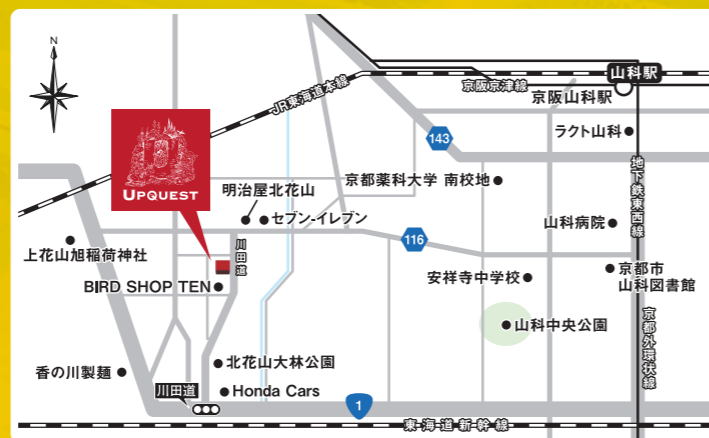 N
山科駅
京阪京津線
京阪山科駅
JR東海道本線
ラクト山科
143
地下鉄東西線
UPQUEST
明治屋北花山
京都薬科大学 南校地
セブン-イレブン
山科病院
116
上花山旭稲荷神社
川田道
安祥寺中学校
京都市
山科図書館
BIRD SHOP TEN
山科中央公園
京都外環状線
北花山大林公園
香の川製麺
川田道
Honda Cars
1
東海道新幹線